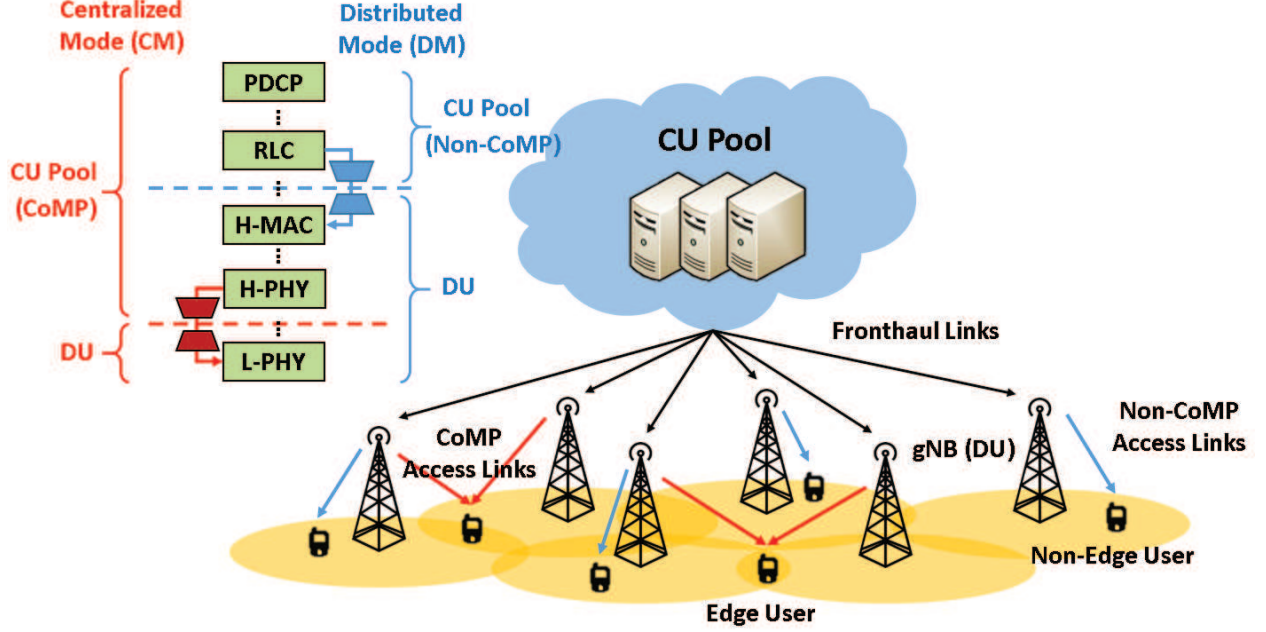 Centralized
Mode (CM)
Distributed
Mode (DM)
PDCP
RLC
H-MAC
H-PHY
L-PHY
CU Pool
(CoMP)
DU
CU Pool
(Non-CoMP)
DU
CU Pool
Fronthaul Links
CoMP
Access Links
gNB (DU)
Non-CoMP
Access Links
Non-Edge User
Edge User